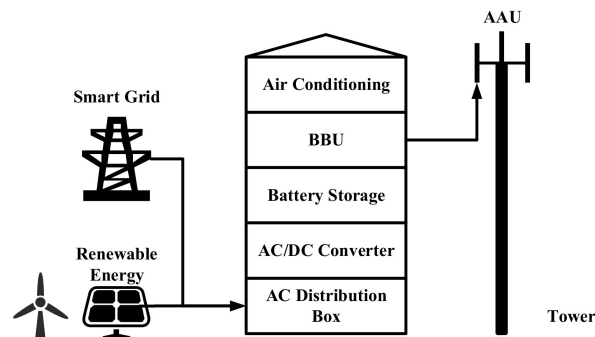 AAU
Air Conditioning
Smart Grid
BBU
Battery Storage
Renewable
Energy
AC/DC Converter
AC Distribution
Box
Tower